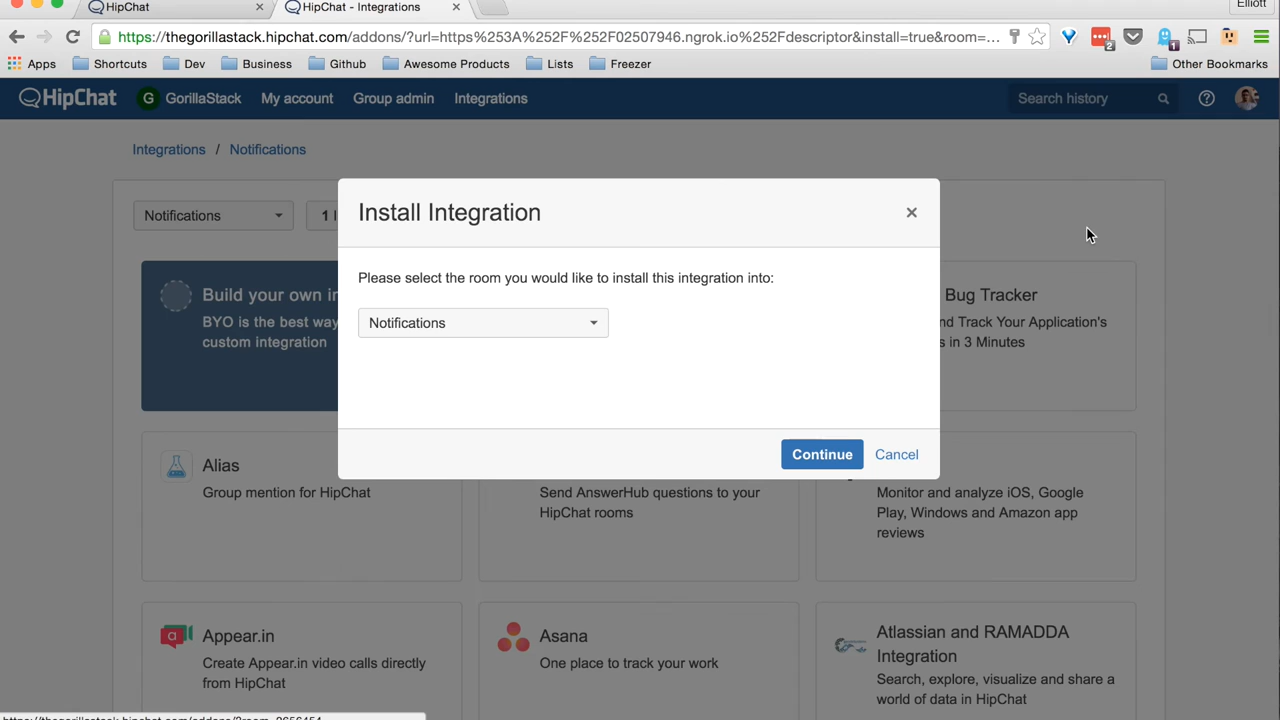 HipChat
HipChat - Integrations
Elliott
https://thegorillastack.hipchat.com/addons/?url=https%253A%252F%252F02507946.ngrok.io%252Fdescriptor&install=true&room=...
2
1
Apps
Shortcuts
Dev
Business
Github
Awesome Products
Lists
Freezer
Other Bookmarks
HipChat
G
GorillaStack
My account
Group admin
Integrations
Search history
Integrations / Notifications
Notifications
1 I
Install Integration
Please select the room you would like to install this integration into:
Notifications
Continue
Cancel
Build your own in
BYO is the best way
custom integration
Bug Tracker
nd Track Your Application's
s in 3 Minutes
Alias
Group mention for HipChat
Send AnswerHub questions to your
HipChat rooms
Monitor and analyze iOS, Google
Play, Windows and Amazon app
reviews
Appear.in
Create Appear.in video calls directly
from HipChat
Asana
One place to track your work
Atlassian and RAMADDA
Integration
Search, explore, visualize and share a
world of data in HipChat